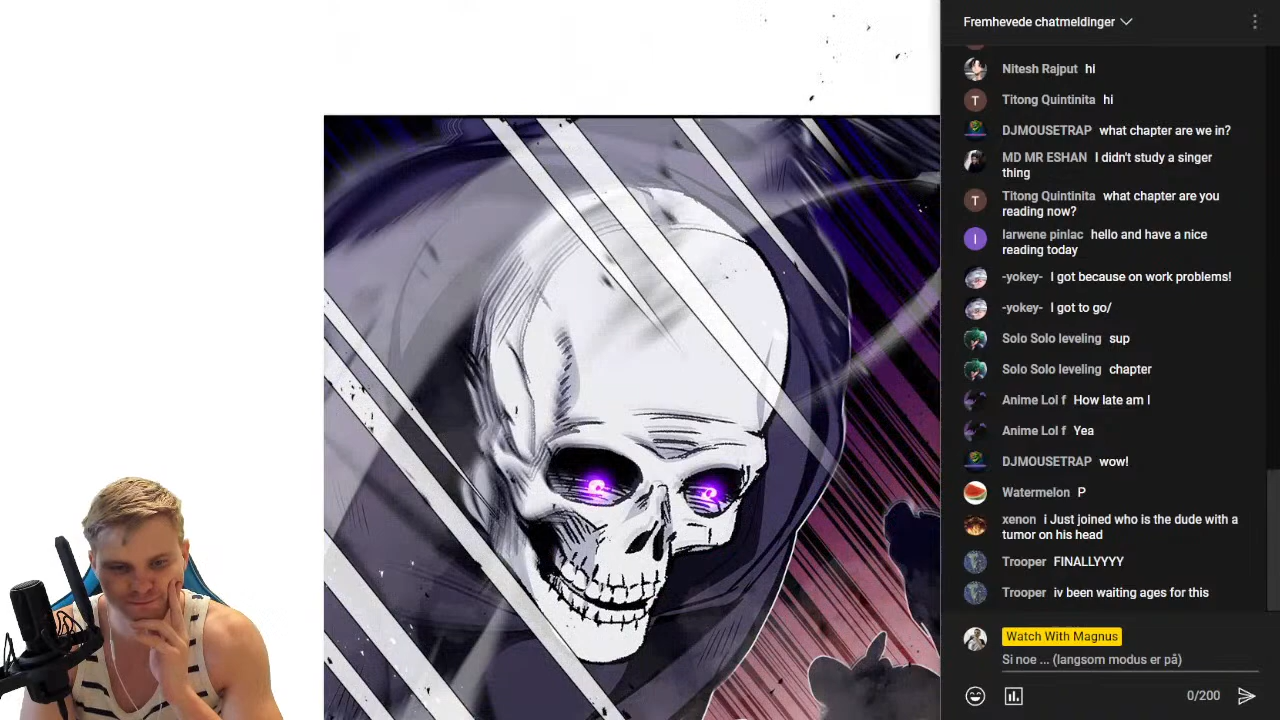 Fremhevede chatmeldinger
Nitesh Rajput hi
T Titong Quintinita hi
DJMOUSETRAP what chapter are we in?
MD MR ESHAN I didn't study a singer
thing
T Titong Quintinita what chapter are you
reading now?
I Iarwene pinlac hello and have a nice
reading today
-yokey- I got because on work problems!
-yokey- I got to go/
Solo Solo leveling sup
Solo Solo leveling chapter
Anime Lol f How late am I
Anime Lol f Yea
DJMOUSETRAP wow!
Watermelon P
xenon i Just joined who is the dude with a
tumor on his head
Trooper FINALLYYYY
Trooper iv been waiting ages for this
Watch With Magnus
Si noe ... (langsom modus er på)
0/200